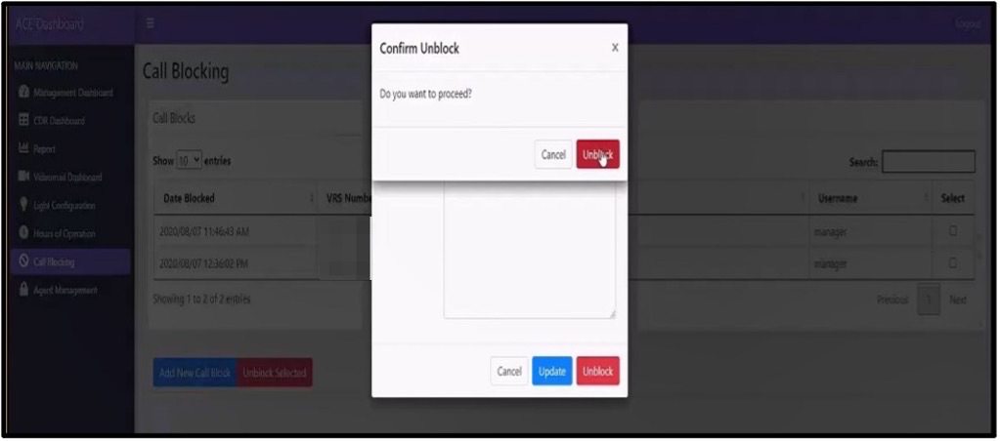 ACE Dashboard
Logout
MAIN NAVIGATION
Management Dashboard
CDR Dashboard
Report
Videomail Dashboard
Light Configuration
Hours of Operation
Call Blocking
Agent Management
Call Blocking
Call Blocks
Show 10 entries
Search:
Date Blocked VRS Numbe Username Select
2020/08/07 11:46:43 AM manager
2020/08/07 12:36:02 PM manager
Showing 1 to 2 of 2 entries
Previous 1 Next
Add New Call Block Unblock Selected
Confirm Unblock x
Do you want to proceed?
Cancel Unblock
Cancel Update Unblock